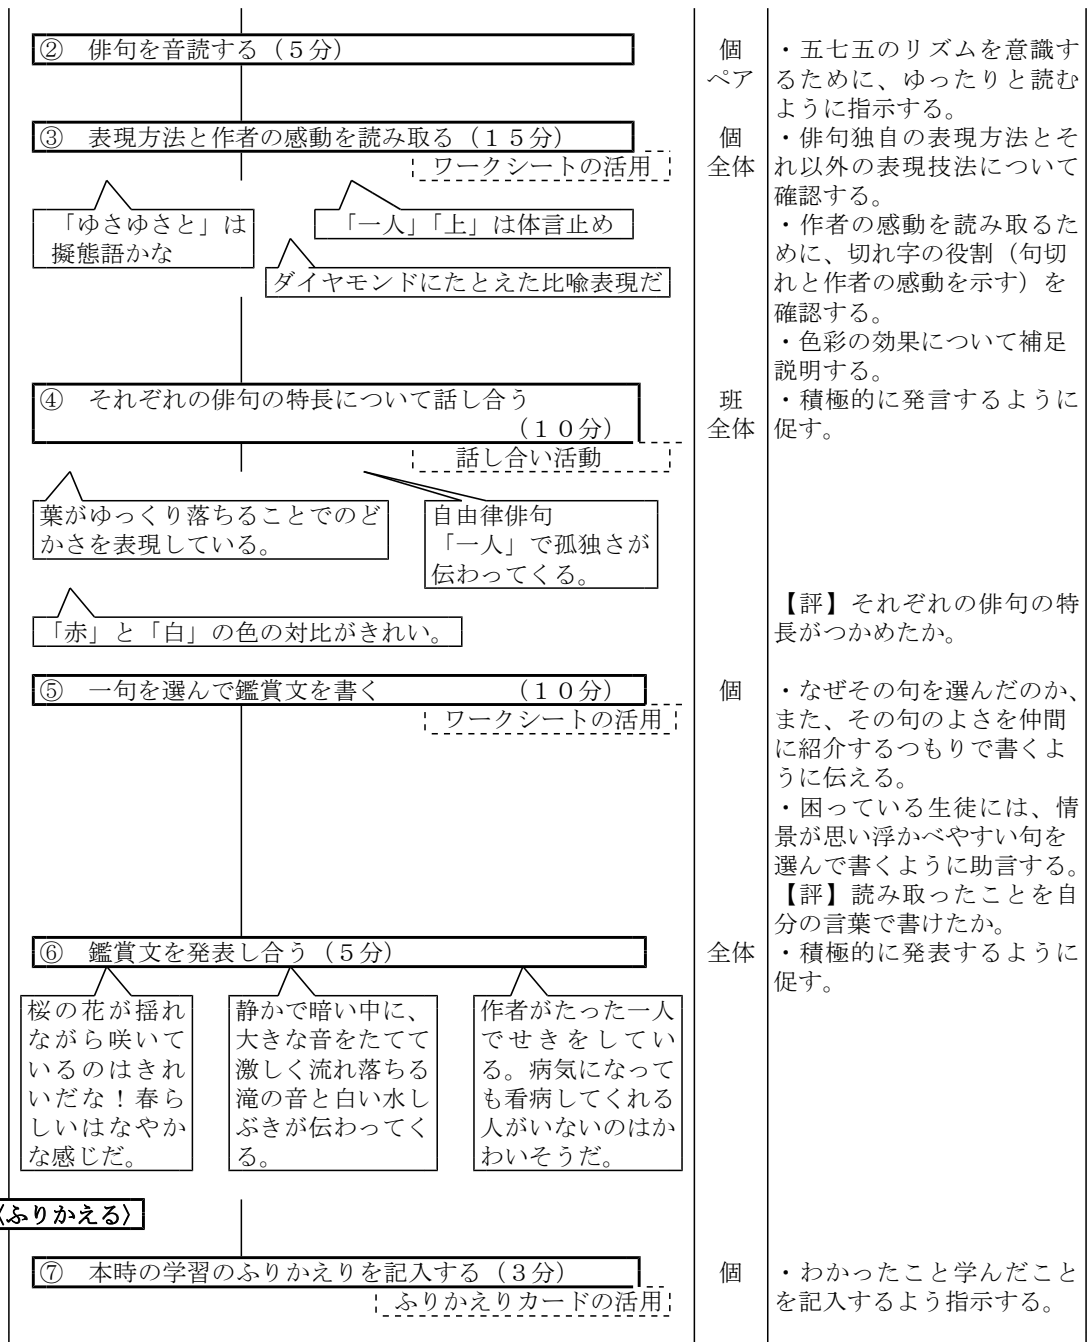 ② 俳句を音読する（５分）
個
ペア
・五七五のリズムを意識す
るために、ゆったりと読む
ように指示する。
③ 表現方法と作者の感動を読み取る（１５分）
ワークシートの活用
個
全体
・俳句独自の表現方法とそ
れ以外の表現技法について
確認する。
・作者の感動を読み取るた
めに、切れ字の役割（句切
れと作者の感動を示す）を
確認する。
・色彩の効果について補足
説明する。
「ゆさゆさと」は
擬態語かな
「一人」「上」は体言止め
ダイヤモンドにたとえた比喩表現だ
④ それぞれの俳句の特長について話し合う
（１０分）
話し合い活動
班
全体
・積極的に発言するように
促す。
葉がゆっくり落ちることでのど
かさを表現している。
自由律俳句
「一人」で孤独さが
伝わってくる。
「赤」と「白」の色の対比がきれい。
【評】それぞれの俳句の特
長がつかめたか。
⑤ 一句を選んで鑑賞文を書く （１０分）
ワークシートの活用
個
・なぜその句を選んだのか、
また、その句のよさを仲間
に紹介するつもりで書くよ
うに伝える。
・困っている生徒には、情
景が思い浮かべやすい句を
選んで書くように助言する。
【評】読み取ったことを自
分の言葉で書けたか。
⑥ 鑑賞文を発表し合う（５分）
全体
・積極的に発表するように
促す。
桜の花が揺れ
ながら咲いて
いるのはきれ
いだな！春ら
しいはなやか
な感じだ。
静かで暗い中に、
大きな音をたてて
激しく流れ落ちる
滝の音と白い水し
ぶきが伝わってく
る。
作者がたった一人
でせきをしてい
る。病気になって
も看病してくれる
人がいないのはか
わいそうだ。
〈ふりかえる〉
⑦ 本時の学習のふりかえりを記入する（３分）
ふりかえりカードの活用
個
・わかったこと学んだこと
を記入するよう指示する。